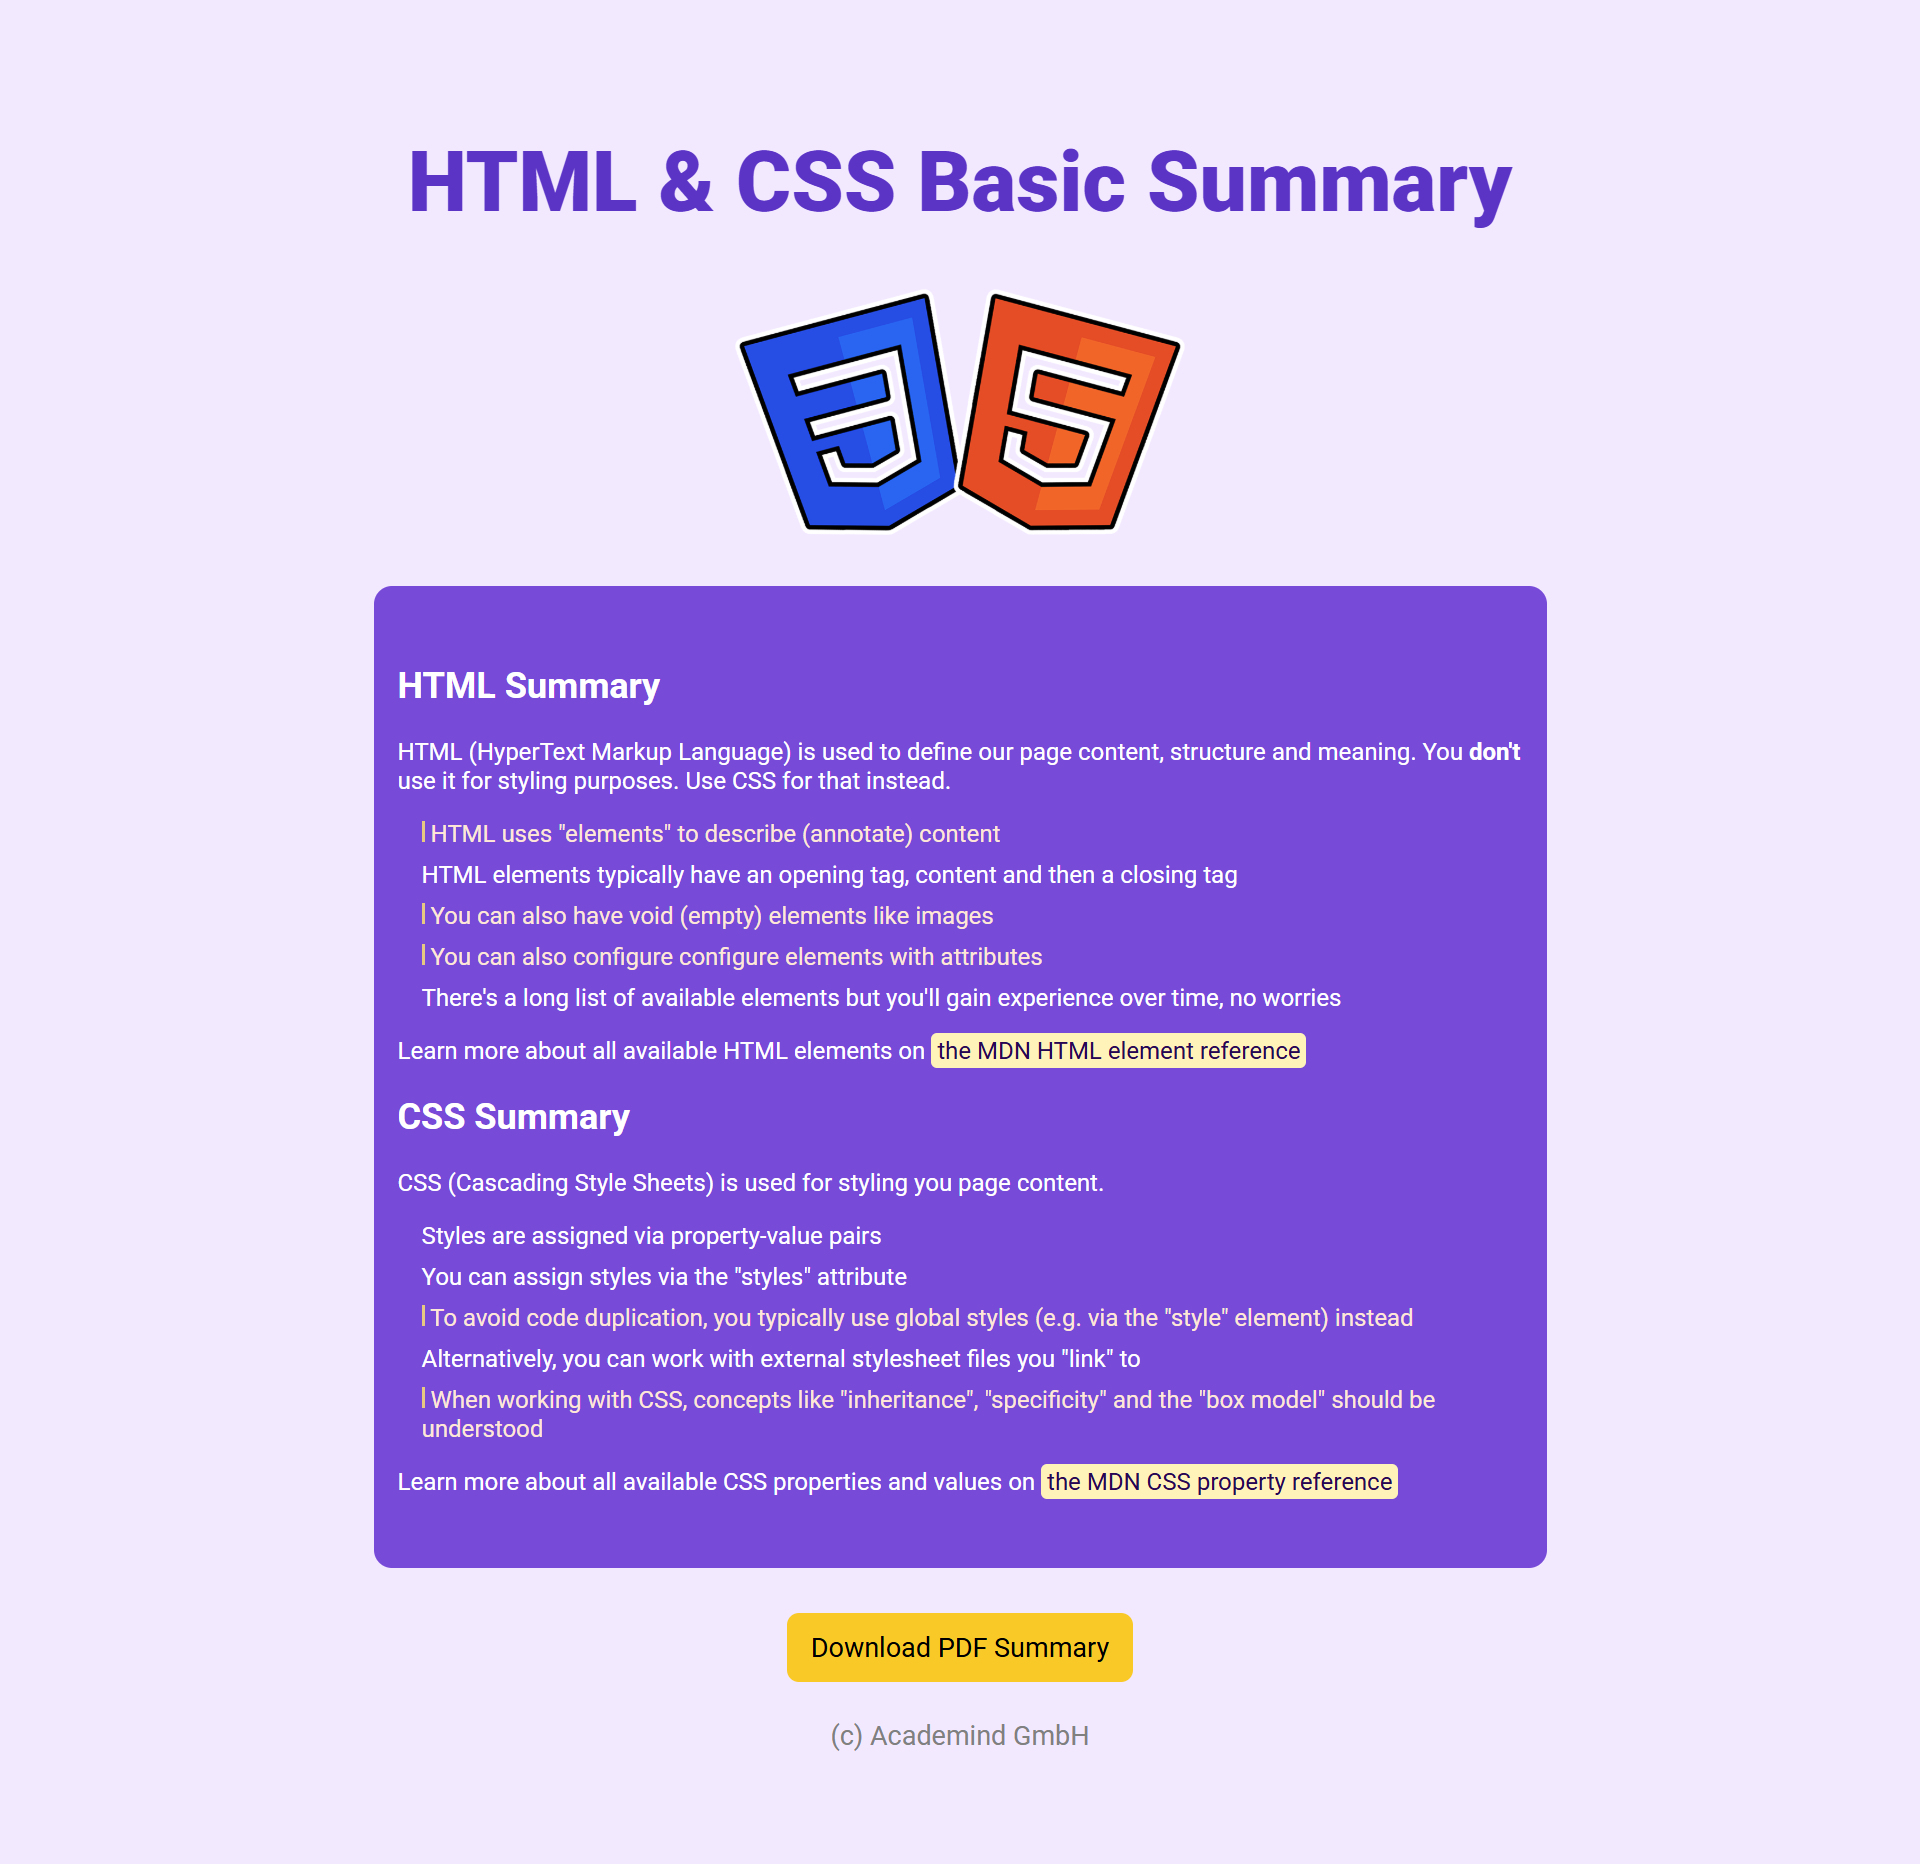 HTML & CSS Basic Summary
HTML Summary
HTML (HyperText Markup Language) is used to define our page content, structure and meaning. You don't
use it for styling purposes. Use CSS for that instead.
HTML uses "elements" to describe (annotate) content
HTML elements typically have an opening tag, content and then a closing tag
You can also have void (empty) elements like images
You can also configure configure elements with attributes
There's a long list of available elements but you'll gain experience over time, no worries
Learn more about all available HTML elements on the MDN HTML element reference
CSS Summary
CSS (Cascading Style Sheets) is used for styling you page content.
Styles are assigned via property-value pairs
You can assign styles via the "styles" attribute
To avoid code duplication, you typically use global styles (e.g. via the "style" element) instead
Alternatively, you can work with external stylesheet files you "link" to
When working with CSS, concepts like "inheritance", "specificity" and the "box model" should be
understood
Learn more about all available CSS properties and values on the MDN CSS property reference
Download PDF Summary
(c) Academind GmbH